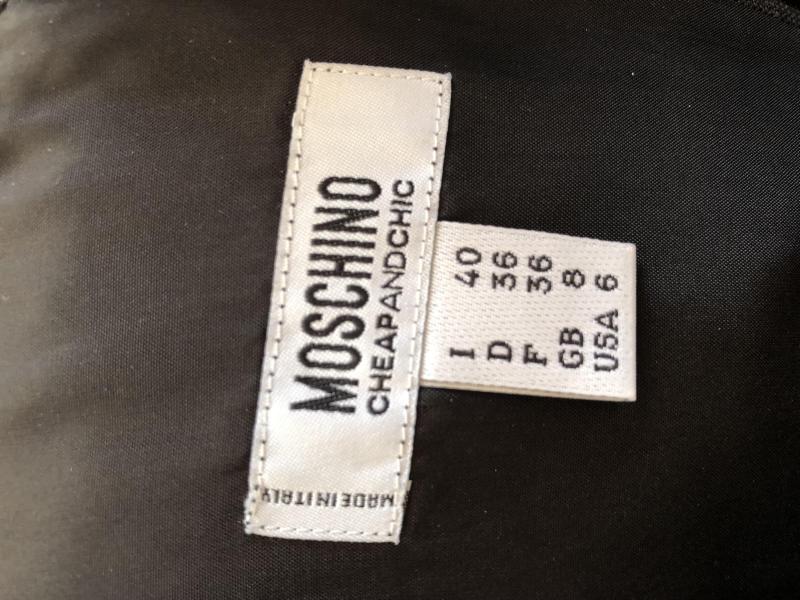 MOSCHINO
CHEAPANDCHIC
MADE IN ITALY
I 40
D 36
F 36
GB 8
USA 6